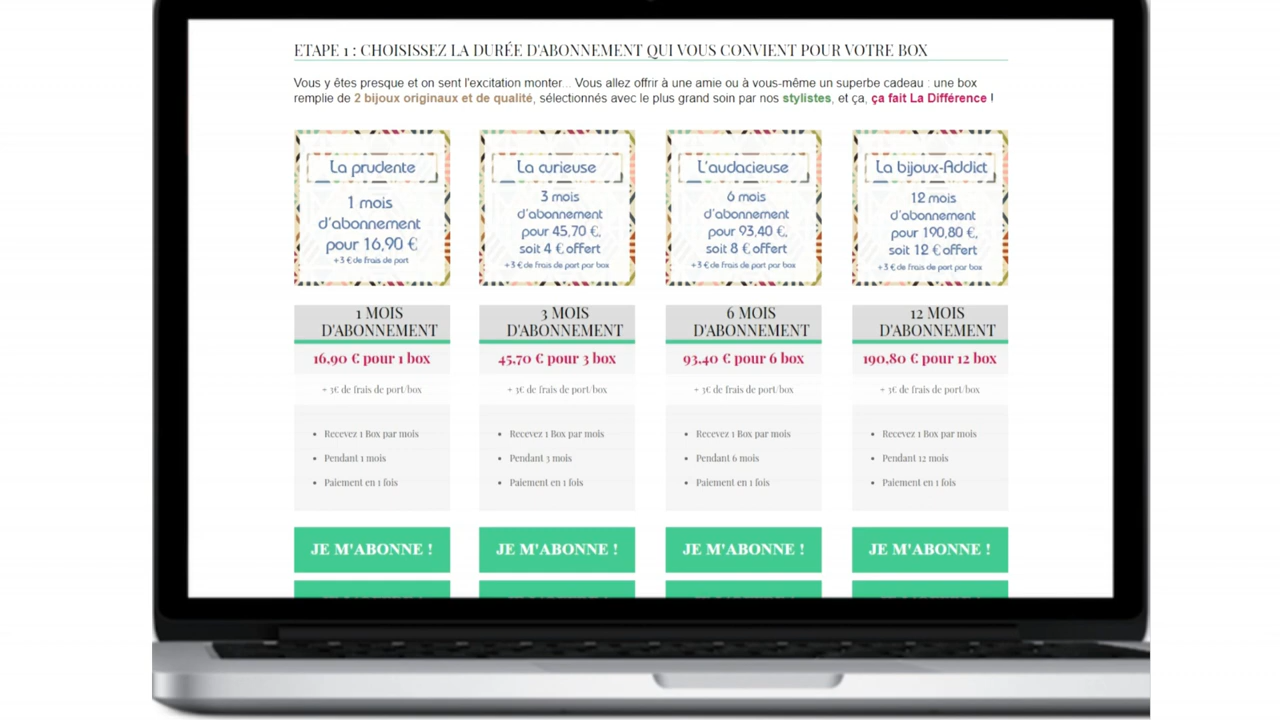 ETAPE 1 : CHOISISSEZ LA DURÉE D'ABONNEMENT QUI VOUS CONVIENT POUR VOTRE BOX
Vous y êtes presque et on sent l'excitation monter... Vous allez offrir à une amie ou à vous-même un superbe cadeau : une box
remplie de 2 bijoux originaux et de qualité, sélectionnés avec le plus grand soin par nos stylistes, et ça, ça fait La Différence !
La prudente
1 mois
d'abonnement
pour 16,90 €
+3 € de frais de port
La curieuse
3 mois
d'abonnement
pour 45,70 €,
soit 4 € offert
+3 € de frais de port par box
L'audacieuse
6 mois
d'abonnement
pour 93,40 €,
soit 8 € offert
+3 € de frais de port par box
La bijoux-Addict
12 mois
d'abonnement
pour 190,80 €,
soit 12 € offert
+3 € de frais de port par box
1 MOIS
D'ABONNEMENT
16,90 € pour 1 box
+ 3€ de frais de port/box
• Recevez 1 Box par mois
• Pendant 1 mois
• Paiement en 1 fois
JE M'ABONNE !
3 MOIS
D'ABONNEMENT
45,70 € pour 3 box
+ 3€ de frais de port/box
• Recevez 1 Box par mois
• Pendant 3 mois
• Paiement en 1 fois
JE M'ABONNE !
6 MOIS
D'ABONNEMENT
93,40 € pour 6 box
+ 3€ de frais de port/box
• Recevez 1 Box par mois
• Pendant 6 mois
• Paiement en 1 fois
JE M'ABONNE !
12 MOIS
D'ABONNEMENT
190,80 € pour 12 box
+ 3€ de frais de port/box
• Recevez 1 Box par mois
• Pendant 12 mois
• Paiement en 1 fois
JE M'ABONNE !